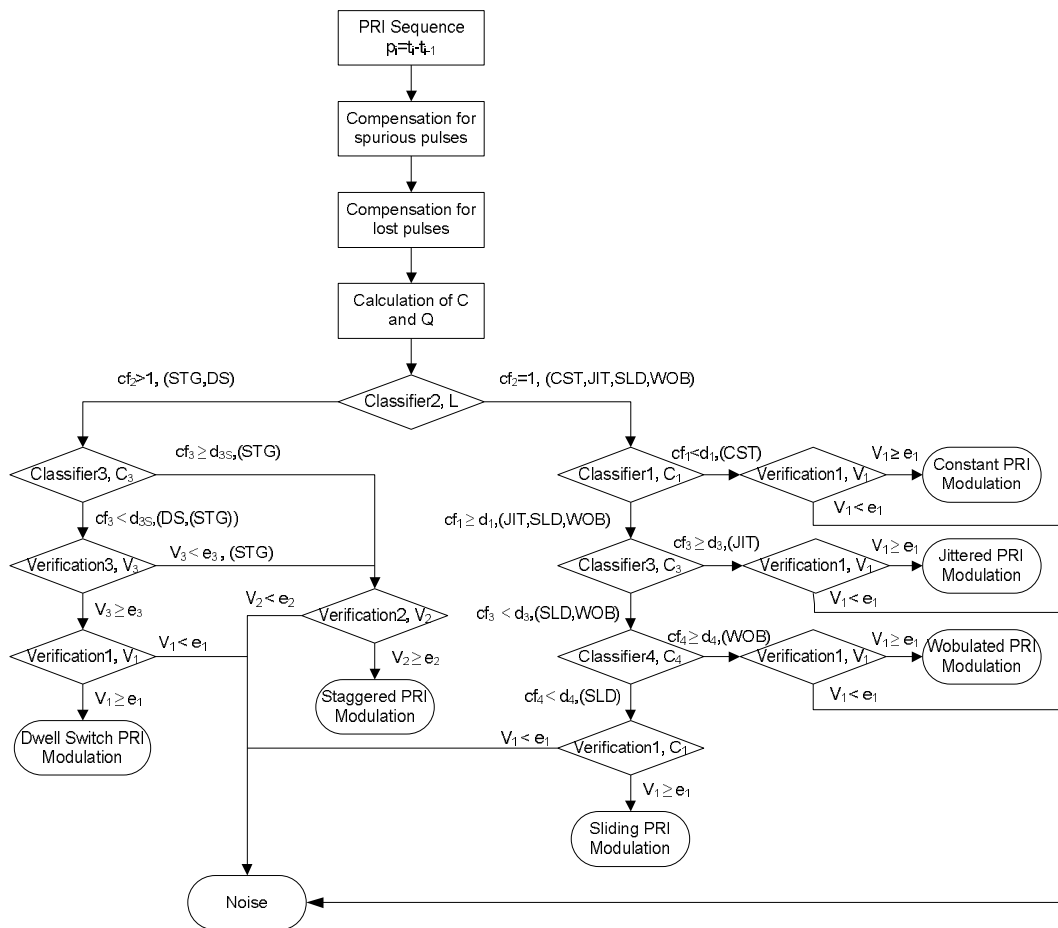 PRI Sequence
pᵢ=tᵢ-tᵢ₋₁
Compensation for
spurious pulses
Compensation for
lost pulses
Calculation of C
and Q
cf₂>1, (STG,DS)
cf₂=1, (CST,JIT,SLD,WOB)
Classifier2, L
cf₃ ≥ d₃S,(STG)
Classifier3, C₃
cf₃ < d₃S,(DS,(STG))
V₃ < e₃ , (STG)
Verification3, V₃
V₃ ≥ e₃
V₂ < e₂
Verification2, V₂
V₂ ≥ e₂
Verification1, V₁
V₁ < e₁
V₁ ≥ e₁
Staggered PRI
Modulation
Dwell Switch PRI
Modulation
Classifier1, C₁
cf₁<d₁,(CST)
Verification1, V₁
V₁ ≥ e₁
Constant PRI
Modulation
V₁ < e₁
cf₁ ≥ d₁,(JIT,SLD,WOB)
Classifier3, C₃
cf₃ ≥ d₃,(JIT)
Verification1, V₁
V₁ ≥ e₁
Jittered PRI
Modulation
V₁ < e₁
cf₃ < d₃,(SLD,WOB)
Classifier4, C₄
cf₄ ≥ d₄,(WOB)
Verification1, V₁
V₁ ≥ e₁
Wobulated PRI
Modulation
V₁ < e₁
cf₄ < d₄,(SLD)
V₁ < e₁
Verification1, C₁
V₁ ≥ e₁
Sliding PRI
Modulation
Noise